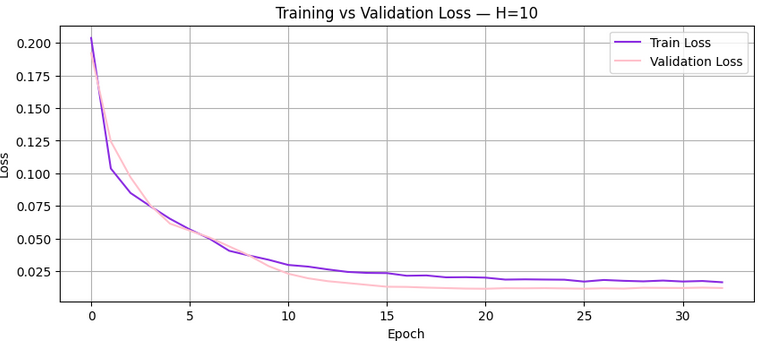 Training vs Validation Loss — H=10
Train Loss
Validation Loss
0.200
0.175
0.150
0.125
0.100
0.075
0.050
0.025
Loss
0 5 10 15 20 25 30
Epoch